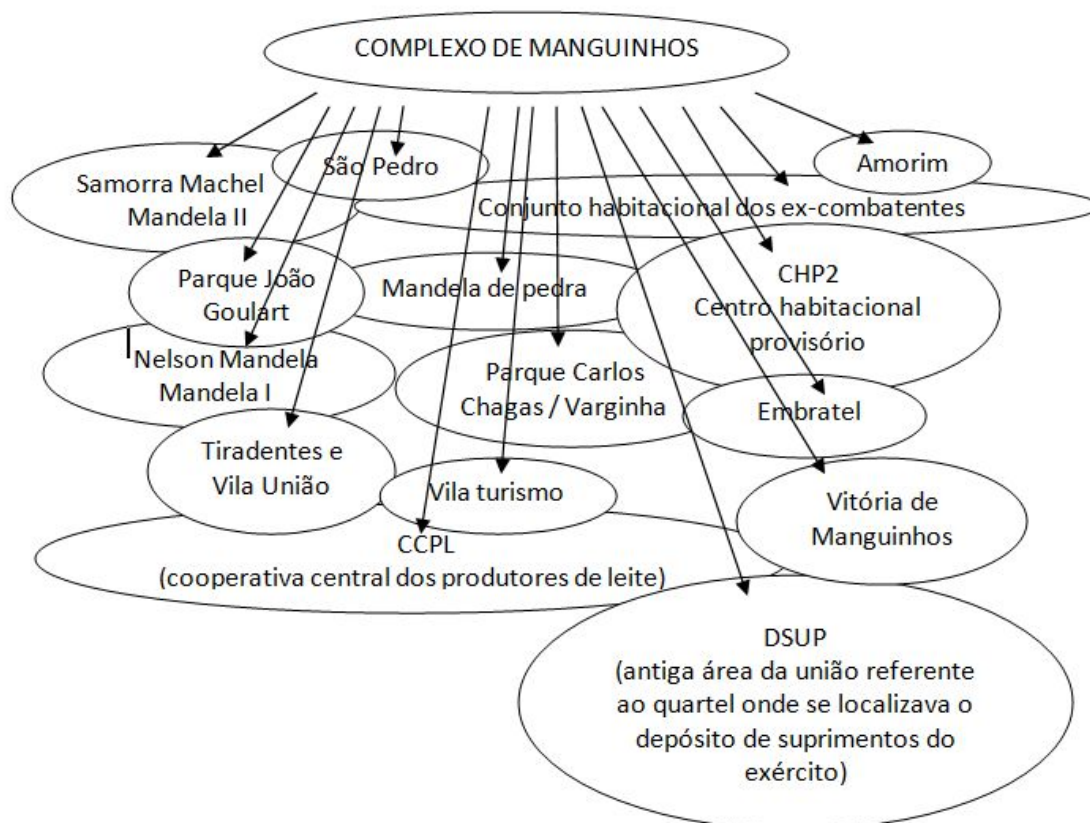 COMPLEXO DE MANGUINHOS
São Pedro
Amorim
Samorra Machel
Mandela II
Conjunto habitacional dos ex-combatentes
Parque João
Goulart
Mandela de pedra
CHP2
Centro habitacional
provisório
Nelson Mandela
Mandela I
Parque Carlos
Chagas / Varginha
Embratel
Tiradentes e
Vila União
Vila turismo
Vitória de
Manguinhos
CCPL
(cooperativa central dos produtores de leite)
DSUP
(antiga área da união referente
ao quartel onde se localizava o
depósito de suprimentos do
exército)